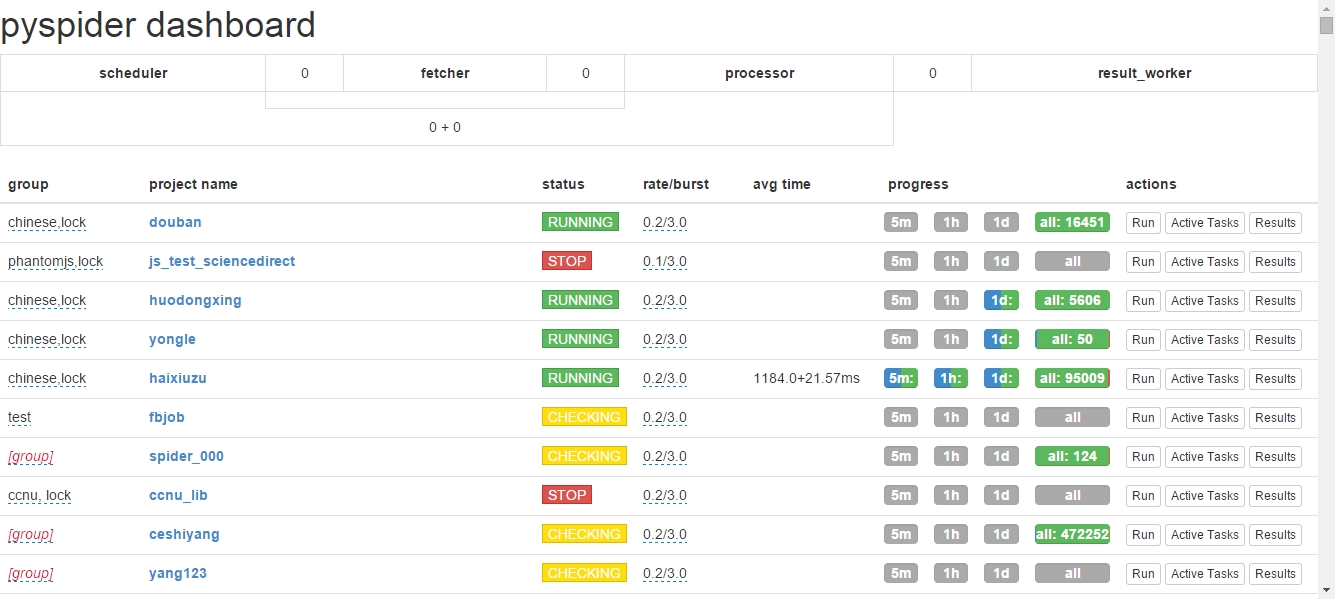 pyspider dashboard
scheduler 0 fetcher 0 processor 0 result_worker
0 + 0
group project name status rate/burst avg time progress actions
chinese,lock douban RUNNING 0.2/3.0 5m 1h 1d all: 16451 Run Active Tasks Results
phantomjs,lock js_test_sciencedirect STOP 0.1/3.0 5m 1h 1d all Run Active Tasks Results
chinese,lock huodongxing RUNNING 0.2/3.0 5m 1h 1d: all: 5606 Run Active Tasks Results
chinese,lock yongle RUNNING 0.2/3.0 5m 1h 1d: all: 50 Run Active Tasks Results
chinese,lock haixiuzu RUNNING 0.2/3.0 1184.0+21.57ms 5m: 1h: 1d: all: 95009 Run Active Tasks Results
test fbjob CHECKING 0.2/3.0 5m 1h 1d all Run Active Tasks Results
[group] spider_000 CHECKING 0.2/3.0 5m 1h 1d all: 124 Run Active Tasks Results
ccnu, lock ccnu_lib STOP 0.2/3.0 5m 1h 1d all Run Active Tasks Results
[group] ceshiyang CHECKING 0.2/3.0 5m 1h 1d all: 472252 Run Active Tasks Results
[group] yang123 CHECKING 0.2/3.0 5m 1h 1d all Run Active Tasks Results